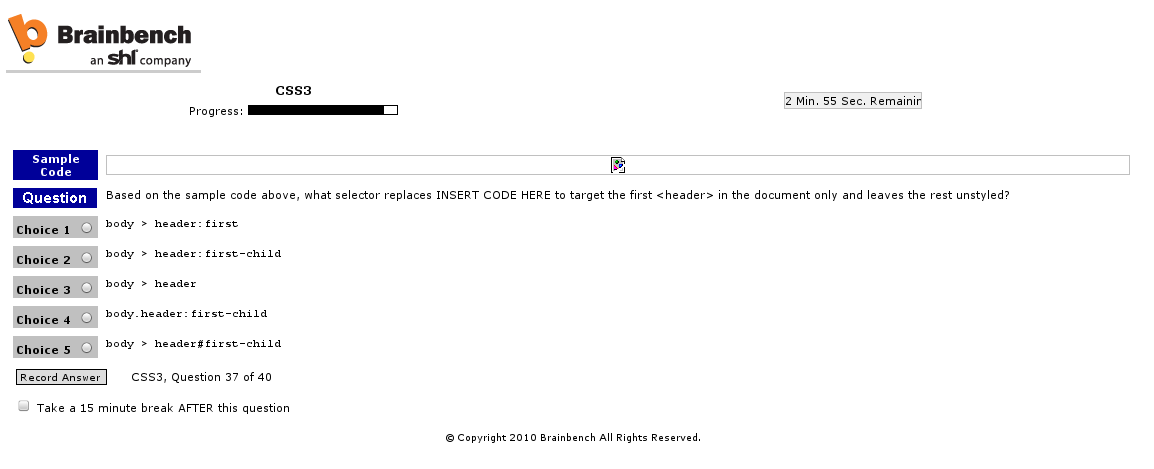 Brainbench
an shl company
CSS3
Progress:
2 Min. 55 Sec. Remainin
Sample
Code
Question Based on the sample code above, what selector replaces INSERT CODE HERE to target the first <header> in the document only and leaves the rest unstyled?
Choice 1 body > header:first
Choice 2 body > header:first-child
Choice 3 body > header
Choice 4 body.header:first-child
Choice 5 body > header#first-child
Record Answer CSS3, Question 37 of 40
Take a 15 minute break AFTER this question
© Copyright 2010 Brainbench All Rights Reserved.